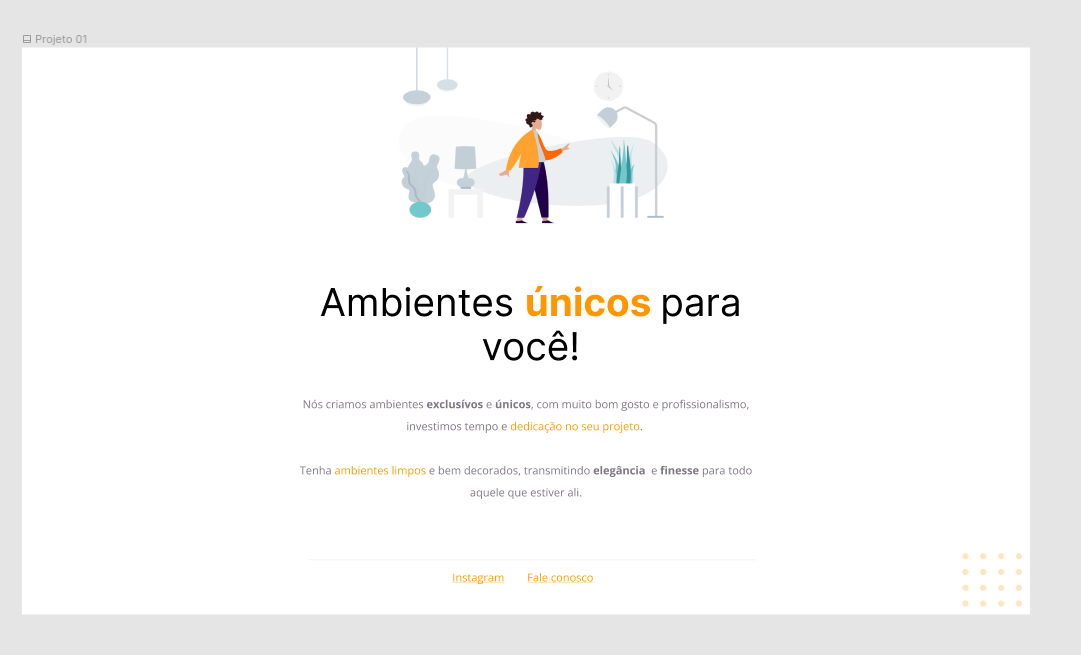 Projeto 01
Ambientes únicos para
você!
Nós criamos ambientes exclusívos e únicos, com muito bom gosto e profissionalismo,
investimos tempo e dedicação no seu projeto.
Tenha ambientes limpos e bem decorados, transmitindo elegância e finesse para todo
aquele que estiver ali.
Instagram Fale conosco